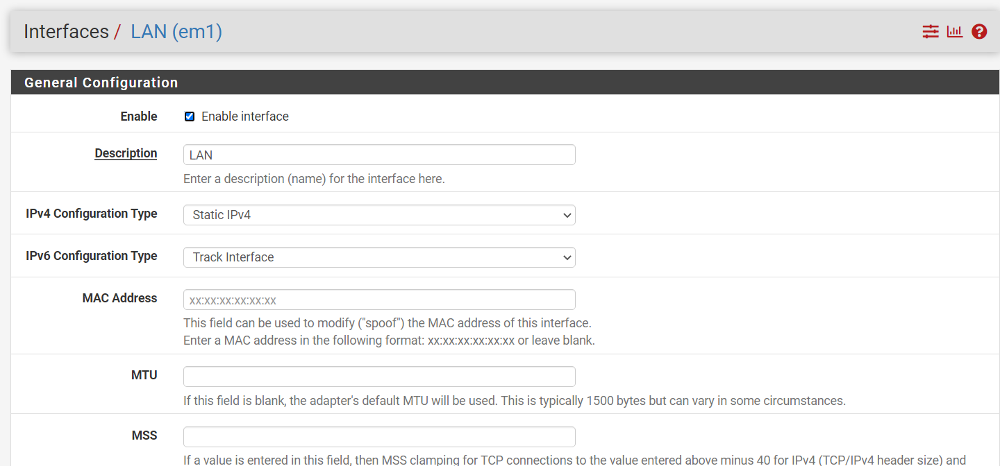 Interfaces / LAN (em1)
General Configuration
Enable Enable interface
Description LAN
Enter a description (name) for the interface here.
IPv4 Configuration Type Static IPv4
IPv6 Configuration Type Track Interface
MAC Address xx:xx:xx:xx:xx:xx
This field can be used to modify ("spoof") the MAC address of this interface.
Enter a MAC address in the following format: xx:xx:xx:xx:xx:xx or leave blank.
MTU
If this field is blank, the adapter's default MTU will be used. This is typically 1500 bytes but can vary in some circumstances.
MSS
If a value is entered in this field, then MSS clamping for TCP connections to the value entered above minus 40 for IPv4 (TCP/IPv4 header size) and